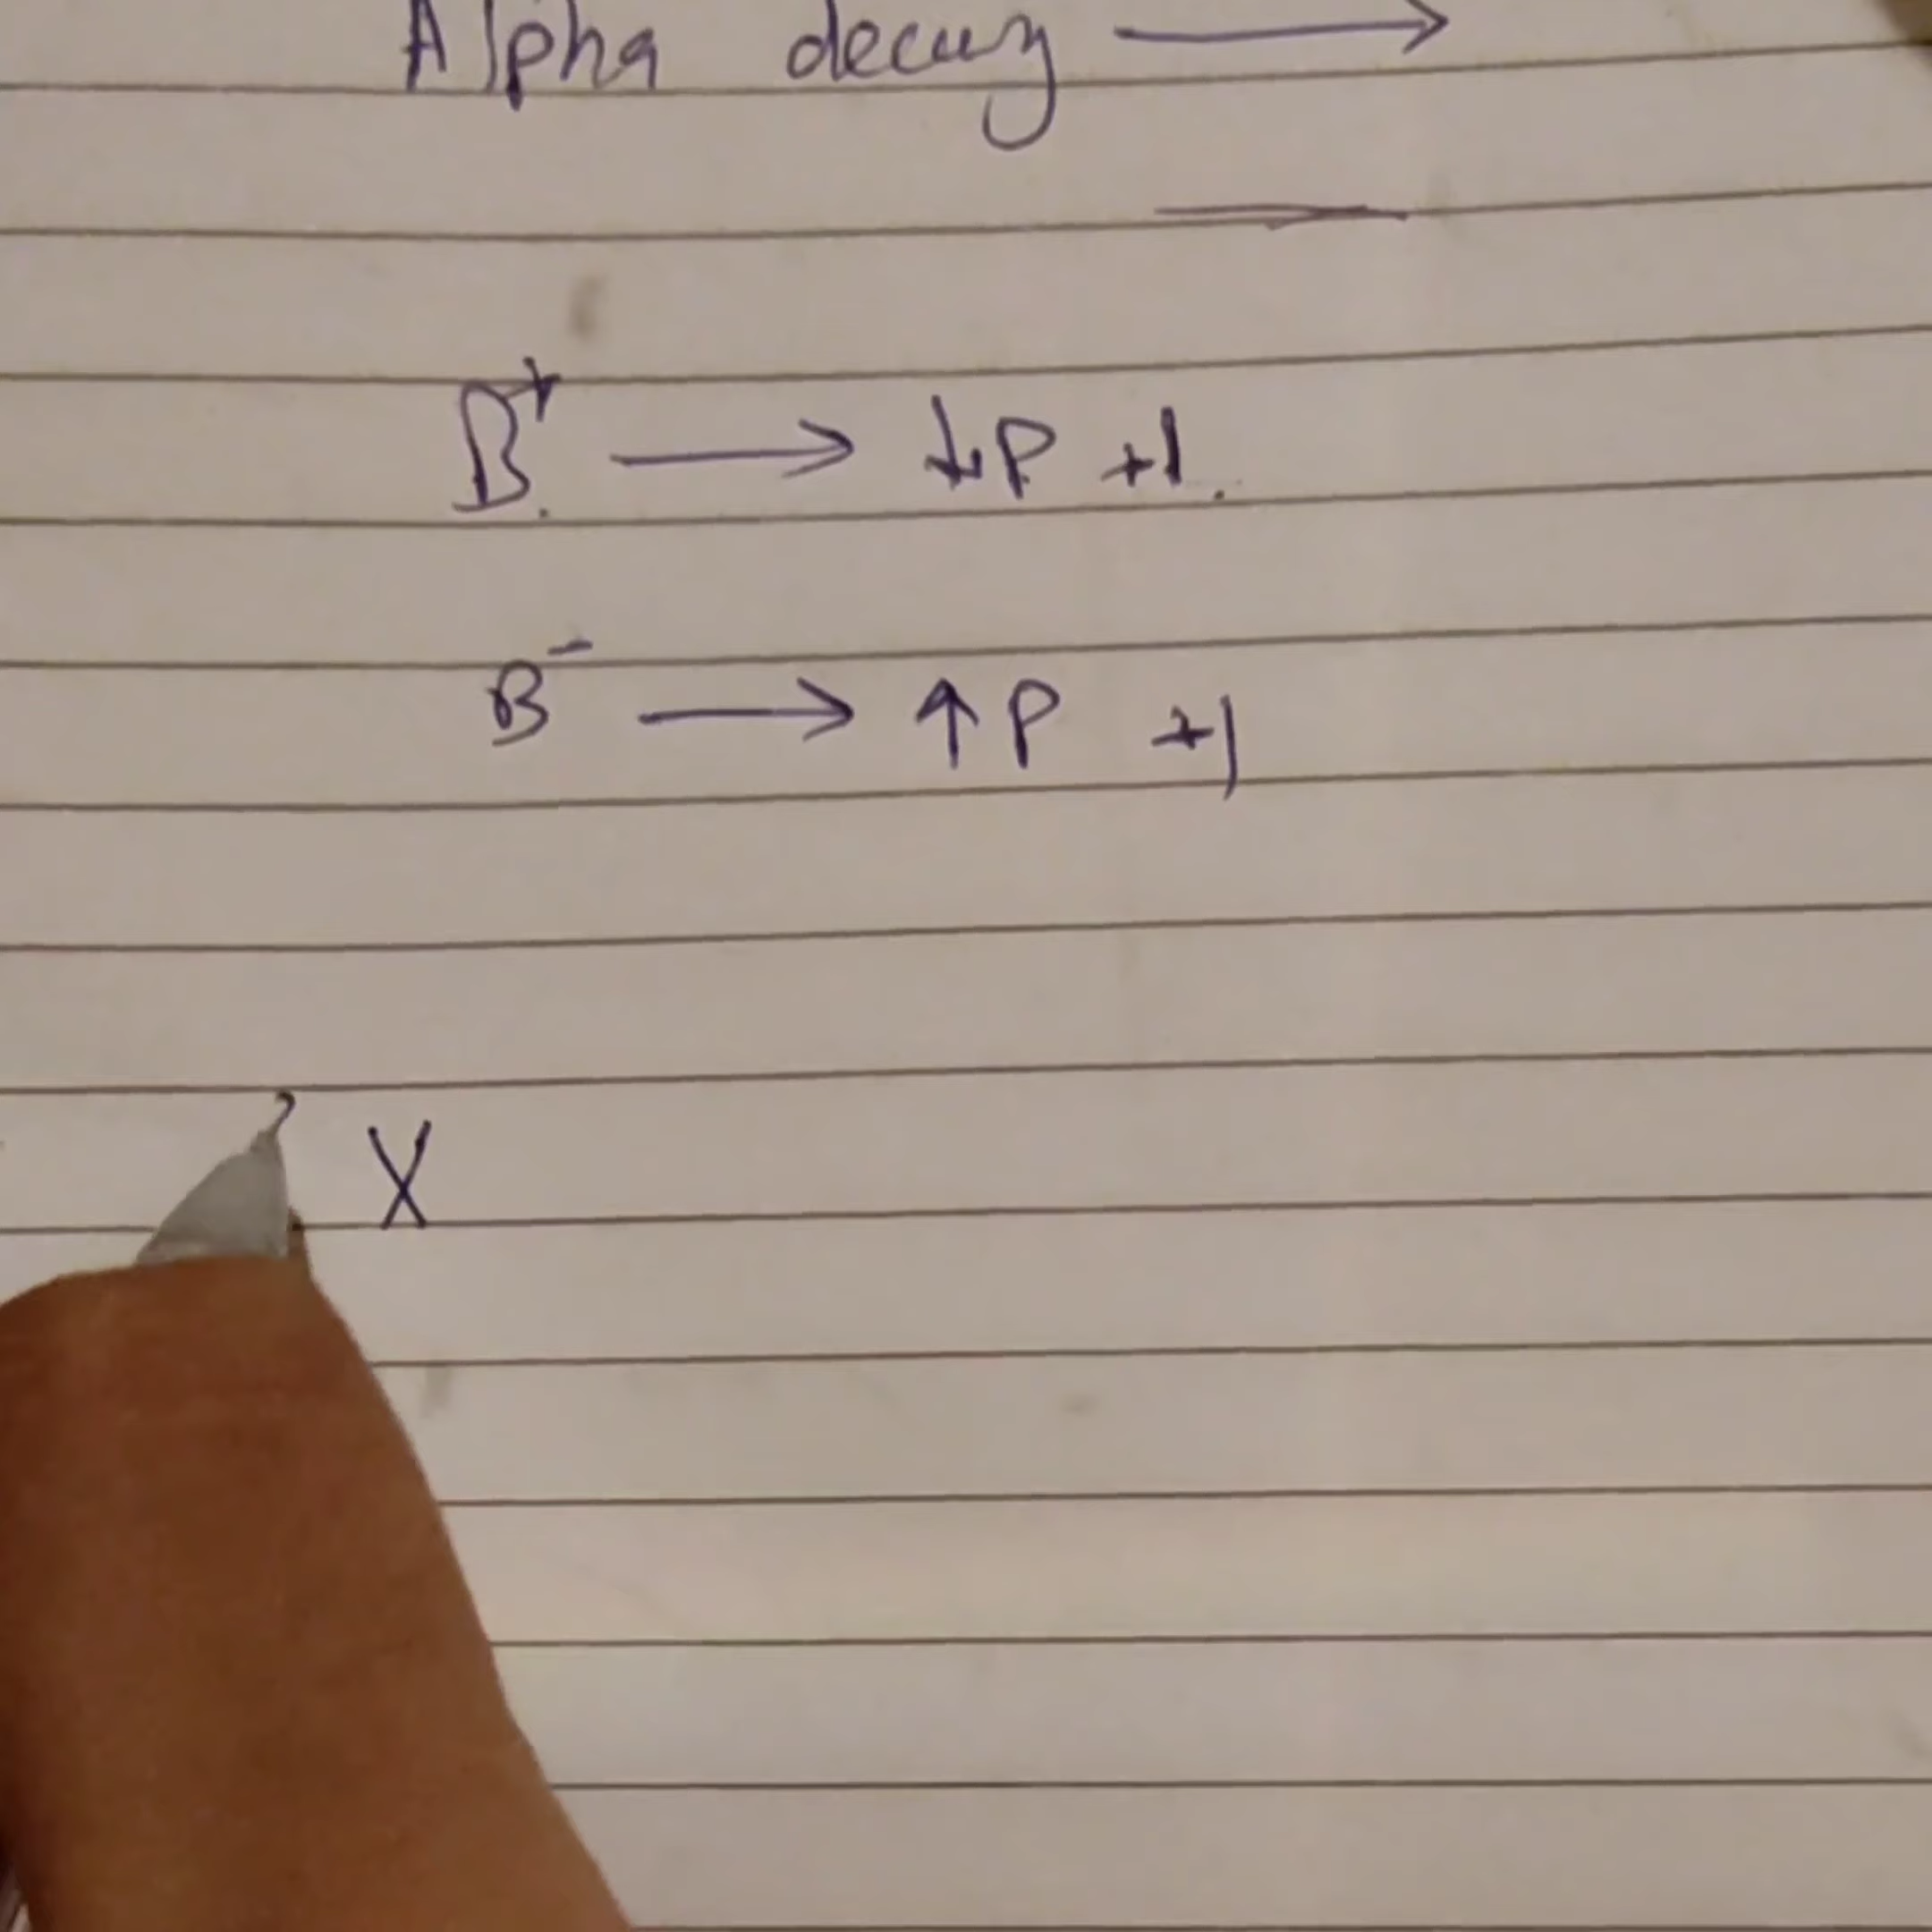 Alpha decay →
B⁺ → ↓ P +1
B⁻ → ↑ P +1
X